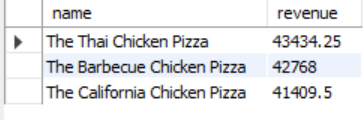 name revenue
The Thai Chicken Pizza 43434.25
The Barbecue Chicken Pizza 42768
The California Chicken Pizza 41409.5